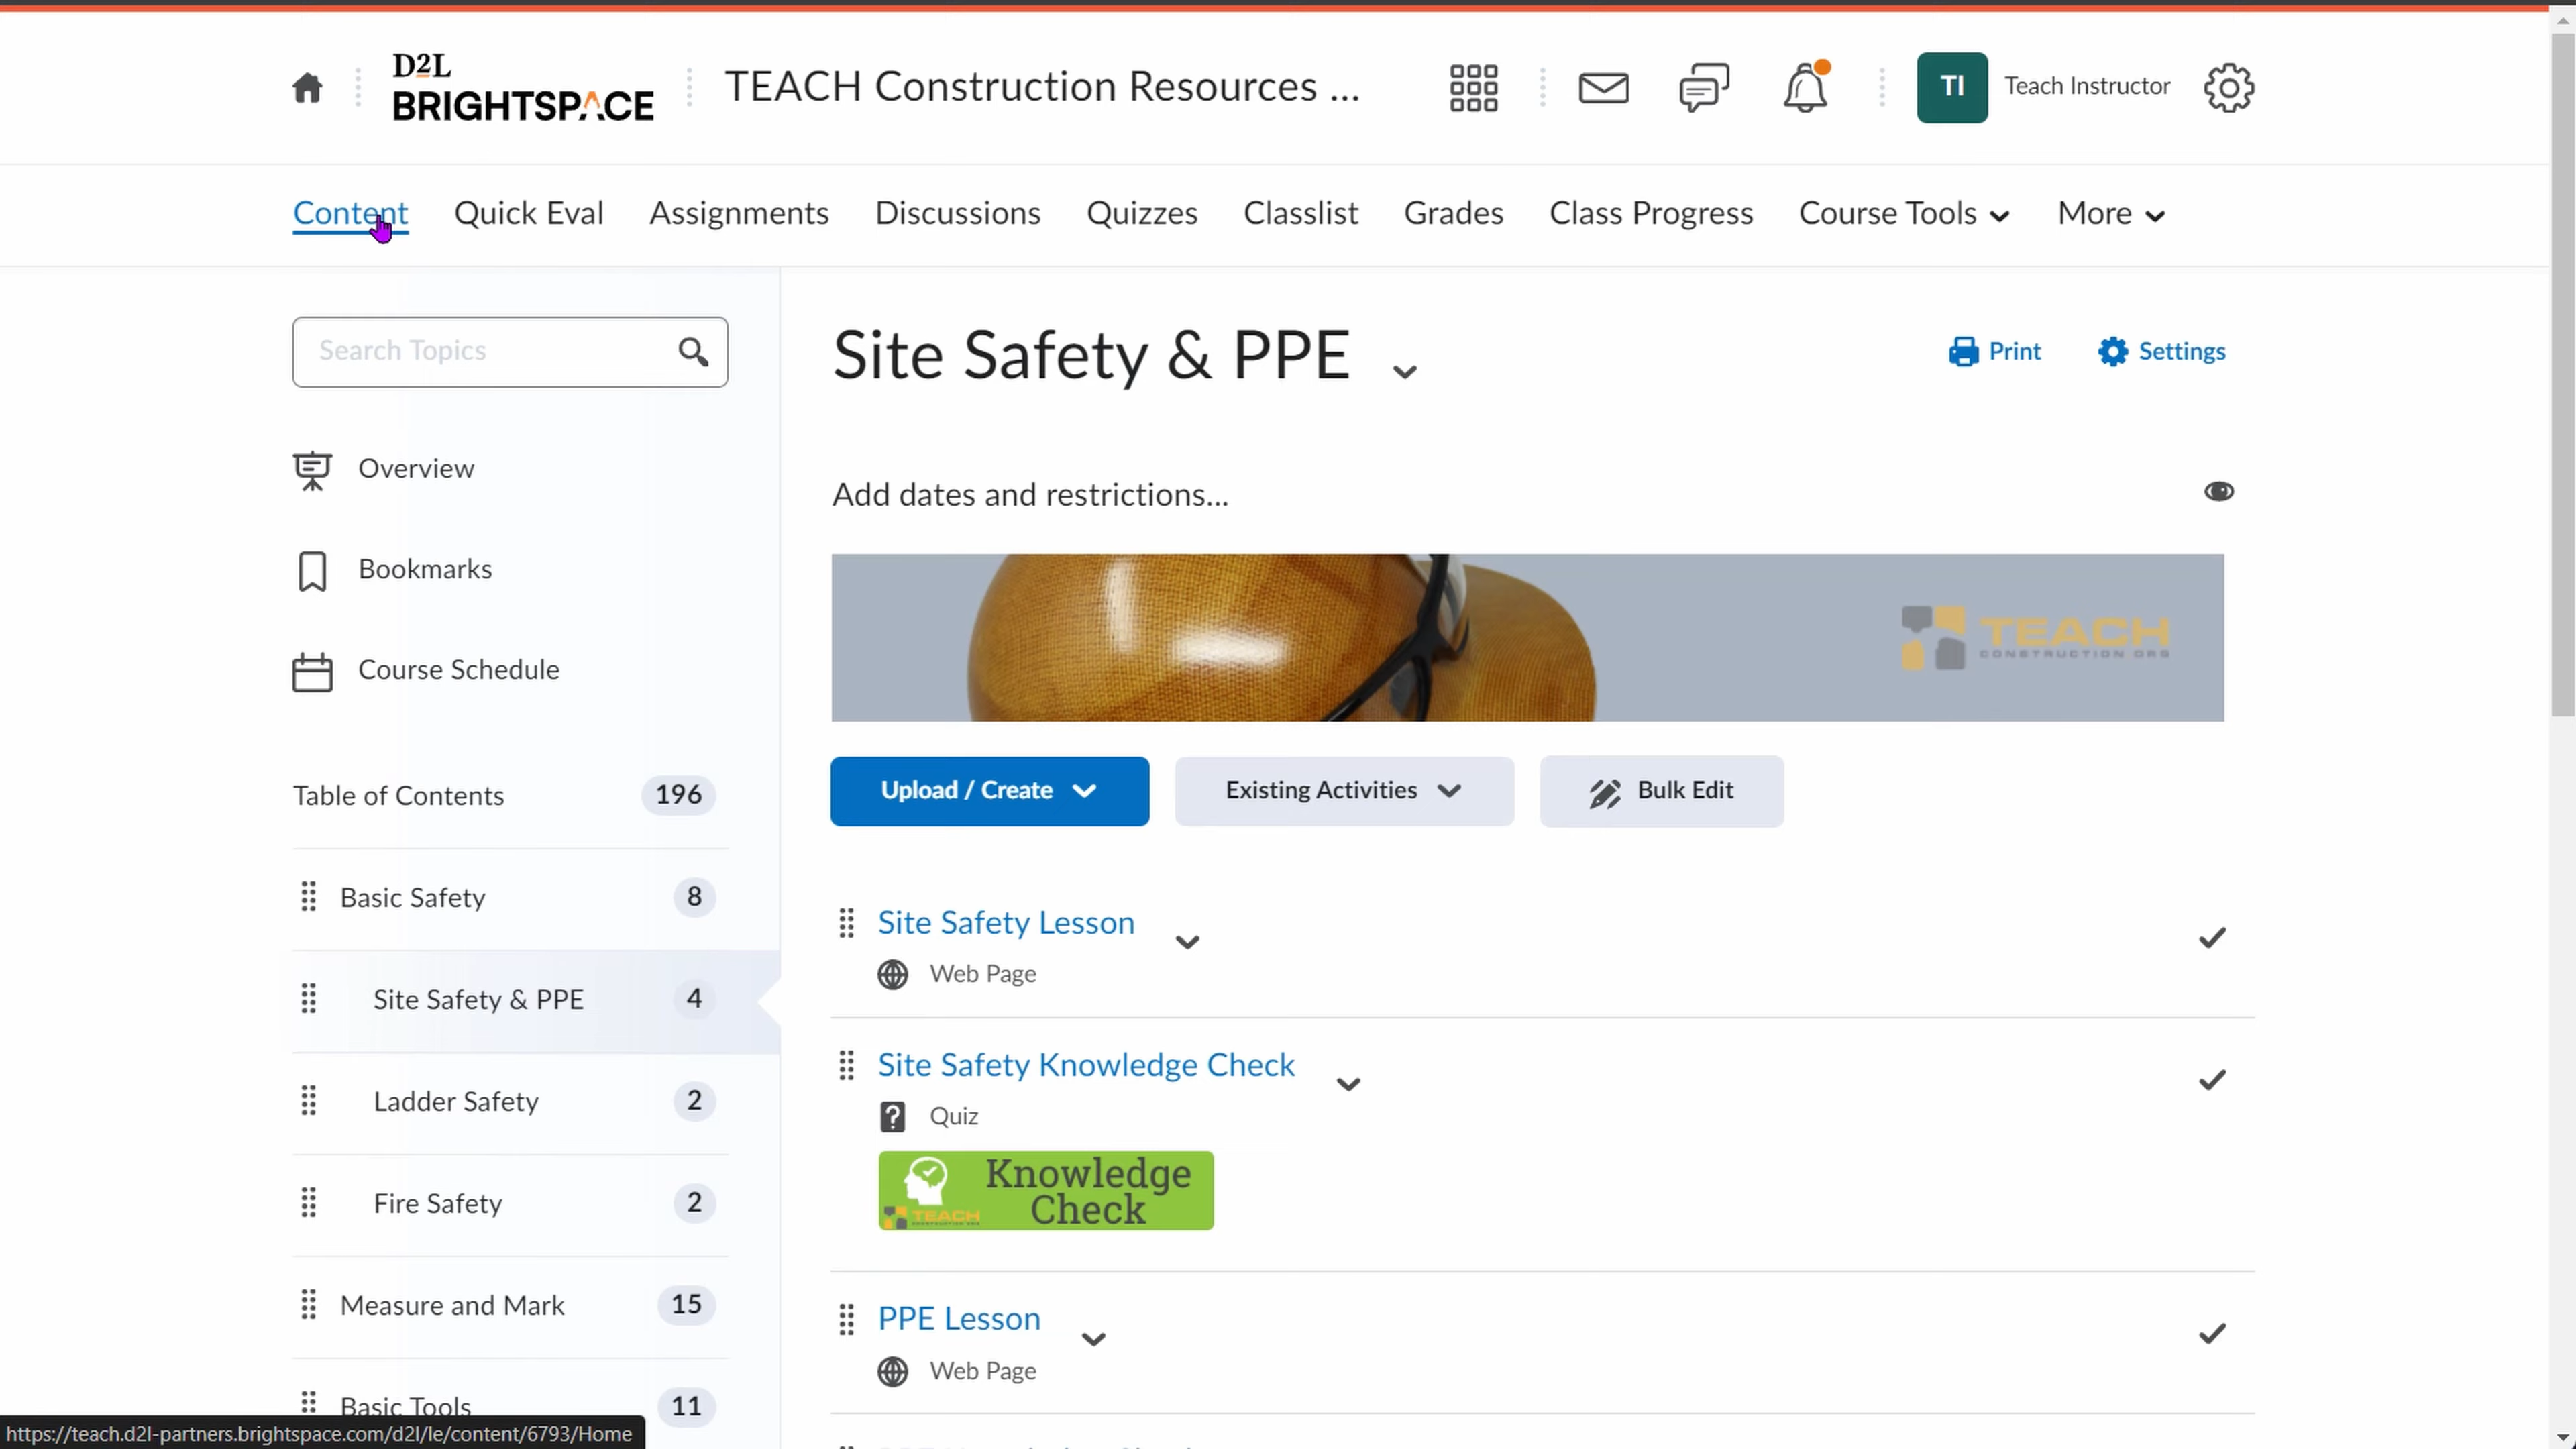 D2L
BRIGHTSPACE
TEACH Construction Resources ...
TI
Teach Instructor
Content
Quick Eval
Assignments
Discussions
Quizzes
Classlist
Grades
Class Progress
Course Tools
More
Search Topics
Overview
Bookmarks
Course Schedule
Table of Contents 196
Basic Safety 8
Site Safety & PPE 4
Ladder Safety 2
Fire Safety 2
Measure and Mark 15
Basic Tools 11
Site Safety & PPE
Print
Settings
Add dates and restrictions...
TEACH
CONSTRUCTION ORG
Upload / Create
Existing Activities
Bulk Edit
Site Safety Lesson
Web Page
Site Safety Knowledge Check
Quiz
Knowledge
Check
TEACH
PPE Lesson
Web Page
https://teach.d2l-partners.brightspace.com/d2l/le/content/6793/Home